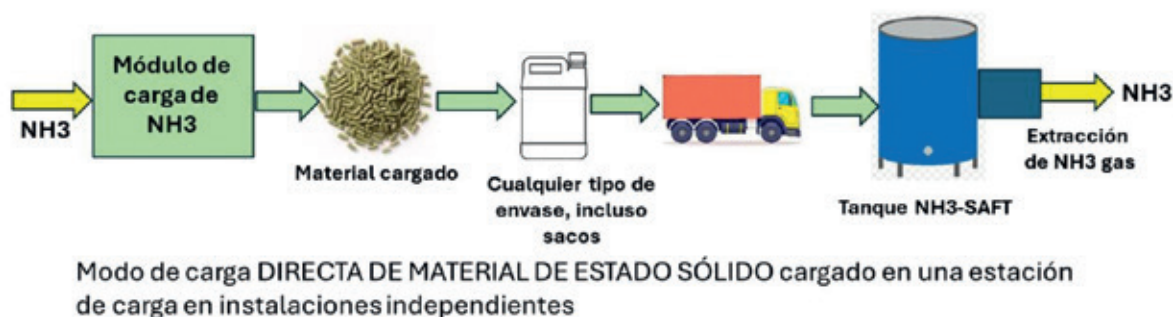 Módulo de
carga de
NH3
NH3
Material cargado
Cualquier tipo de
envase, incluso
sacos
Tanque NH3-SAFT
Extracción
de NH3 gas
NH3
Modo de carga DIRECTA DE MATERIAL DE ESTADO SÓLIDO cargado en una estación
de carga en instalaciones independientes